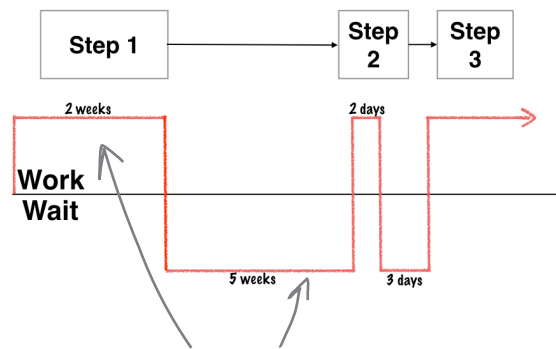 Step 1
Step
2
Step
3
2 weeks
2 days
Work
Wait
5 weeks
3 days